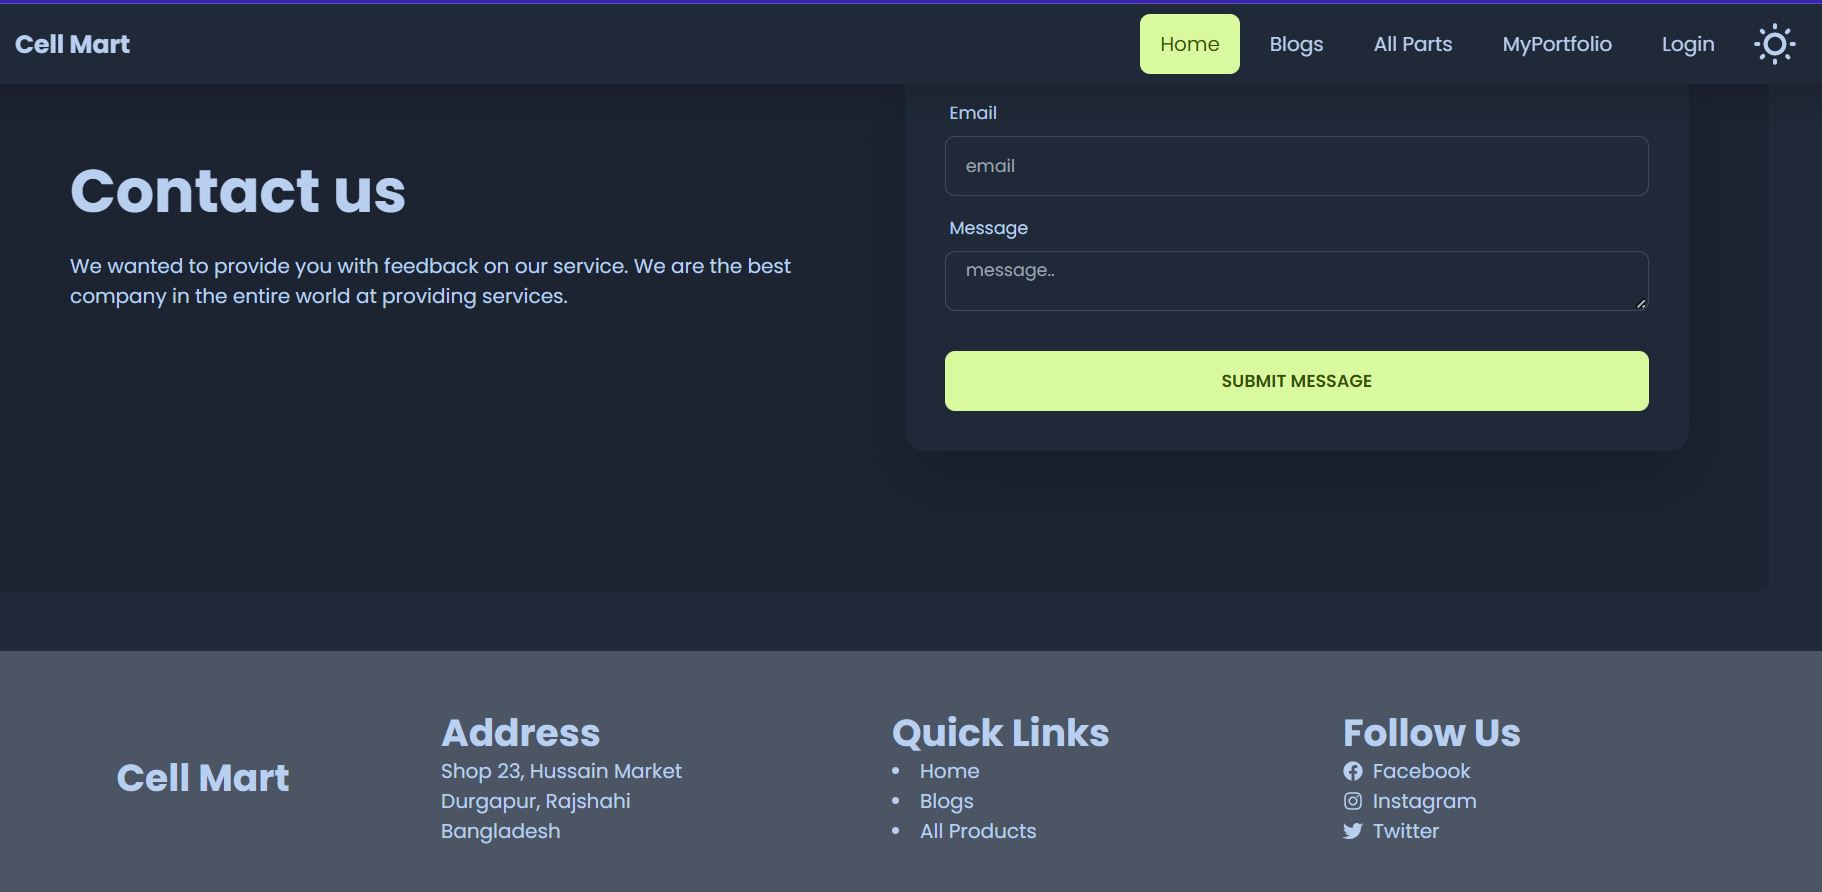 Cell Mart
Home
Blogs
All Parts
MyPortfolio
Login
Contact us
We wanted to provide you with feedback on our service. We are the best
company in the entire world at providing services.
Email
email
Message
message..
SUBMIT MESSAGE
Cell Mart
Address
Shop 23, Hussain Market
Durgapur, Rajshahi
Bangladesh
Quick Links
Home
Blogs
All Products
Follow Us
Facebook
Instagram
Twitter